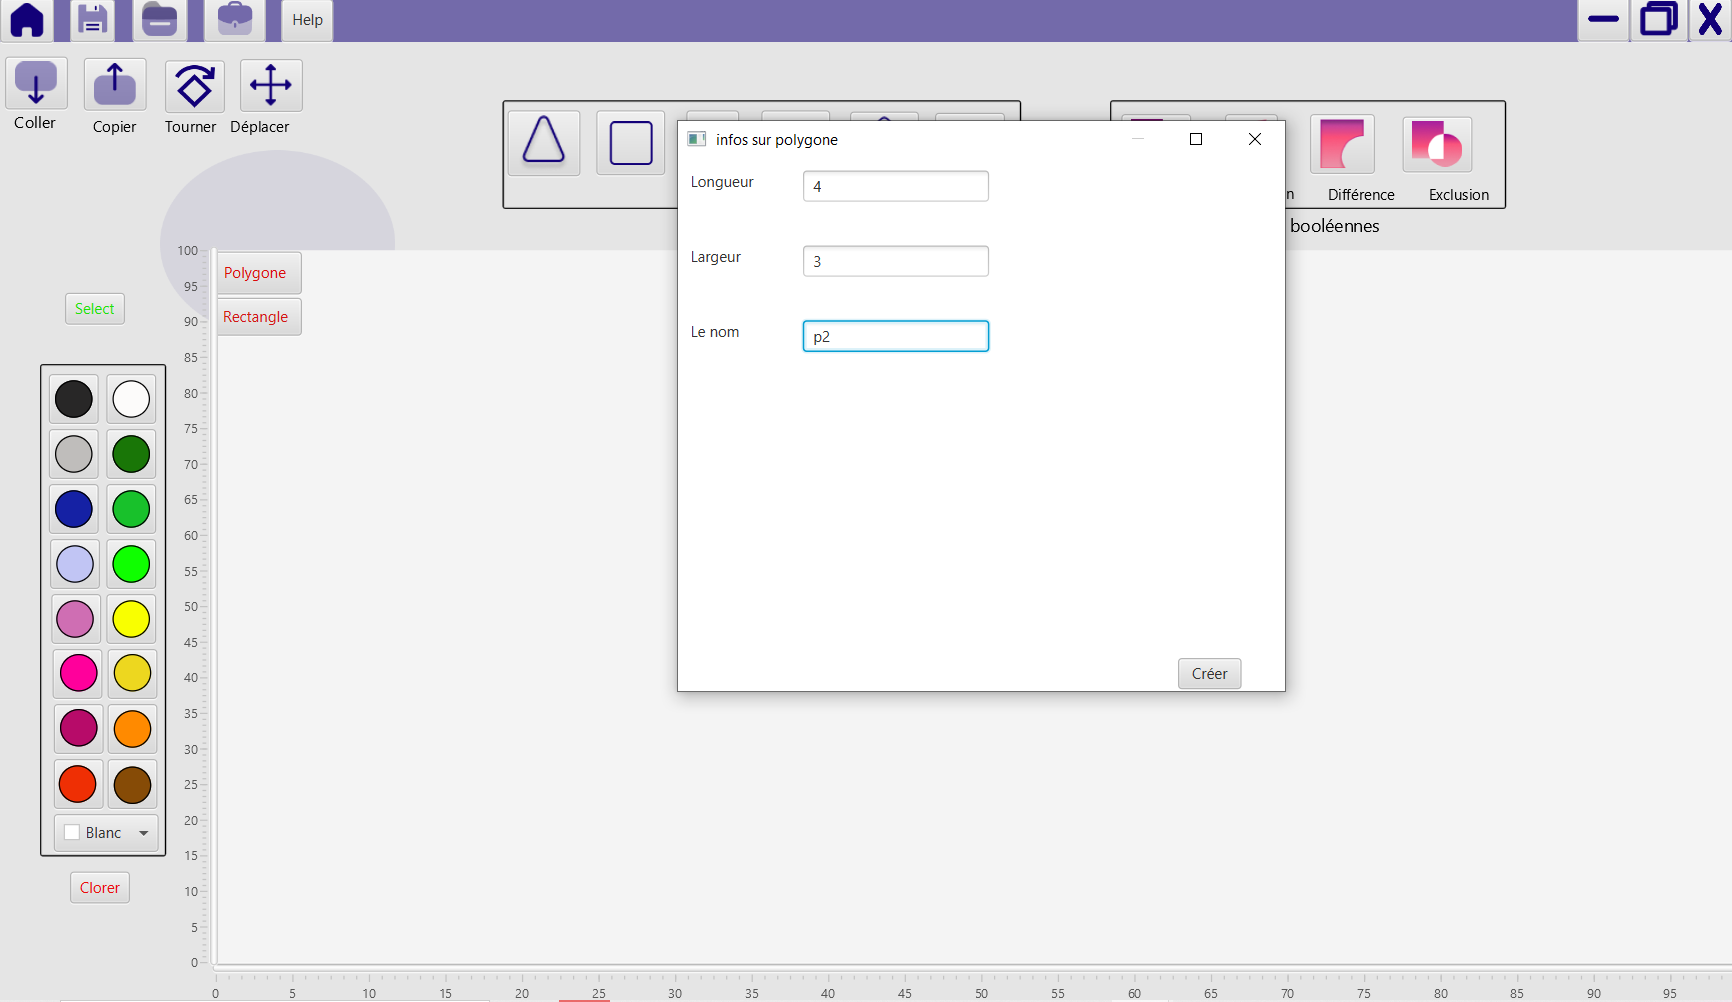 Help
Coller
Copier
Tourner
Déplacer
infos sur polygone
Longueur
4
Largeur
3
Le nom
p2
Créer
n
Différence
Exclusion
booléennes
Polygone
Rectangle
Select
Blanc
Clorer
100
95
90
85
80
75
70
65
60
55
50
45
40
35
30
25
20
15
10
5
0
0 5 10 15 20 25 30 35 40 45 50 55 60 65 70 75 80 85 90 95